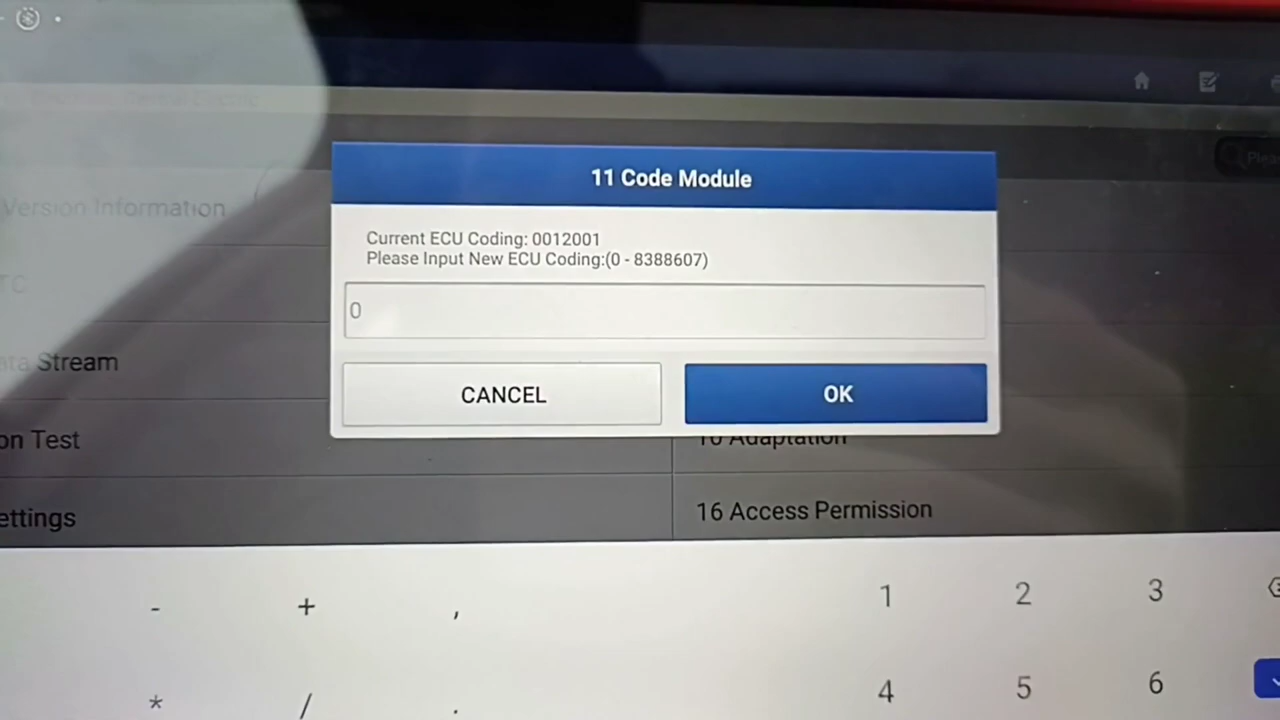 11 Code Module
Current ECU Coding: 0012001
Please Input New ECU Coding:(0 - 8388607)
0
CANCEL
OK
Version Information
TC
ata Stream
on Test
10 Adaptation
ettings
16 Access Permission
- + , 1 2 3
* / . 4 5 6